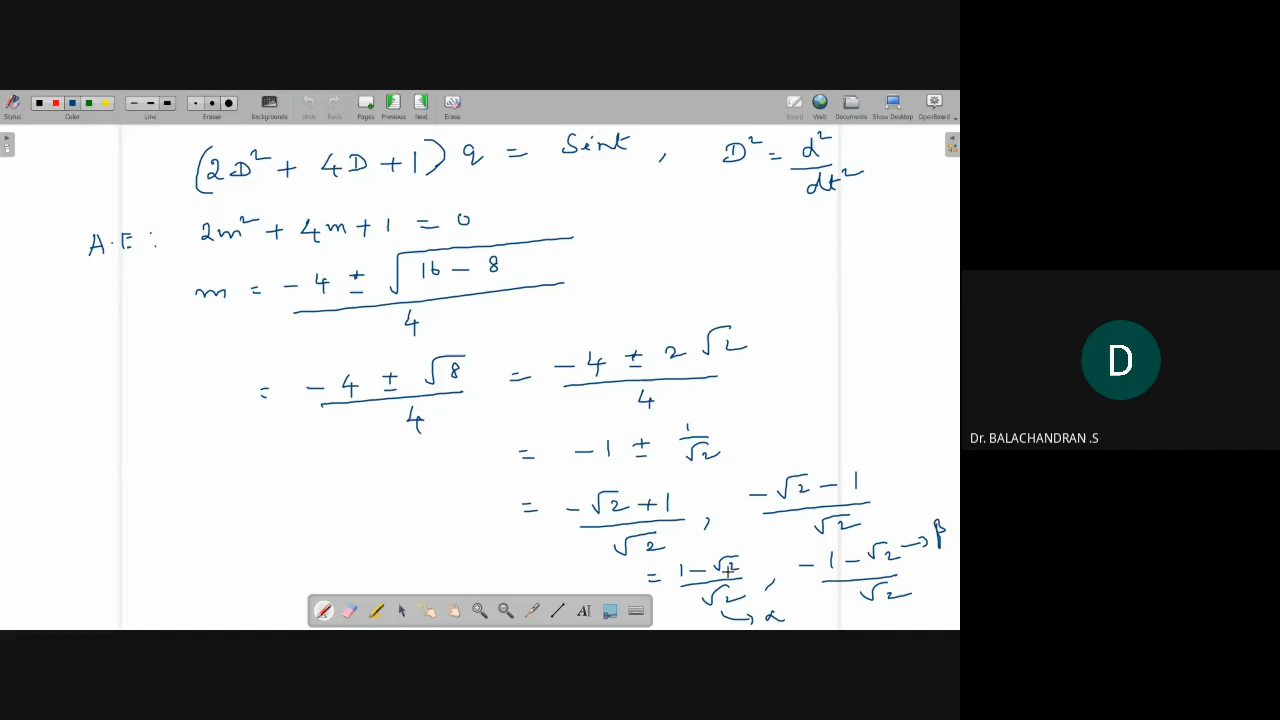 Stylus Color Line Eraser Backgrounds Undo Redo Pages Previous Next Erase Board Web Documents Show Desktop OpenBoard
(2D² + 4D + 1) q = Sint , D² = d²/dt²
A.E : 2m² + 4m + 1 = 0
m = -4 ± √(16 - 8) / 4
= -4 ± √8 / 4 = -4 ± 2√2 / 4
= -1 ± 1/√2
= -√2 + 1 / √2 , -√2 - 1 / √2
= 1 - √2 / √2 , -1 - √2 / √2 → β
→ α
D
Dr. BALACHANDRAN .S